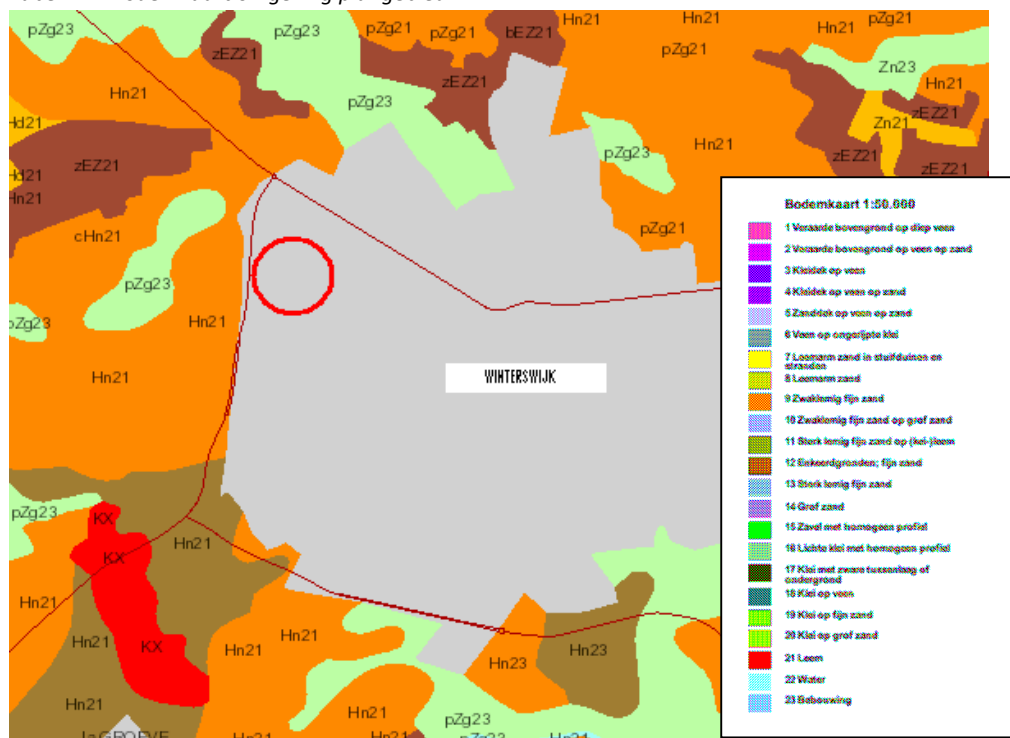 pZg23
pZg23
Hn21
pZg21
pZg21
bEZ21
Hn21
pZg21
zEZ21
zEZ21
pZg23
Hn21
Zn23
Hn21
zEZ21
Zn21
Hn21
zEZ21
zEZ21
zEZ21
pZg23
Hn21
cHn21
pZg21
pZg23
Hn21
Hn21
WINTERSWIJK
pZg23
KX
KX
Hn21
Hn21
Hn21
KX
Hn21
Hn21
Hn23
Hn23
Hn21
Hn21
pZg23
Bodemkaart 1:50.000
1 Veraarde bovengrond op diep veen
2 Veraarde bovengrond op veen op zand
3 Kleidek op veen
4 Kleidek op veen op zand
5 Zanddek op veen op zand
6 Veen op ongerijpte klei
7 Leemarm zand in stuifduinen en
stranden
8 Leemarm zand
9 Zwaklemig fijn zand
10 Zwaklemig fijn zand op grof zand
11 Sterk lemig fijn zand op (kei-)leem
12 Enkeerdgronden; fijn zand
13 Sterk lemig fijn zand
14 Grof zand
15 Zavel met homogeen profiel
16 Lichte klei met homogeen profiel
17 Klei met zware tussenlaag of
ondergrond
18 Klei op veen
19 Klei op fijn zand
20 Klei op grof zand
21 Leem
22 Water
23 Bebouwing